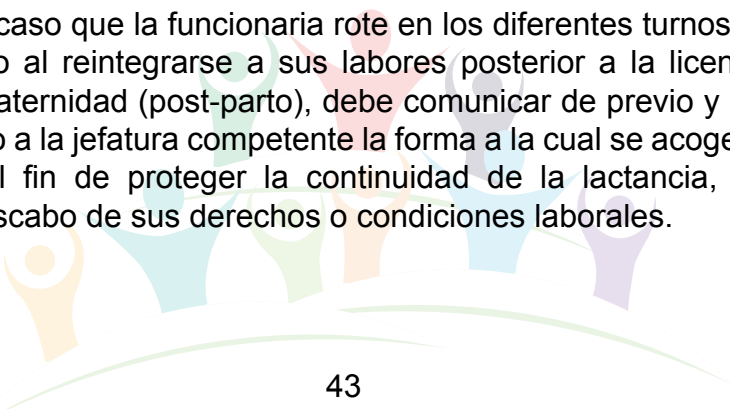 caso que la funcionaria rote en los diferentes turnos
o al reintegrarse a sus labores posterior a la licen
aternidad (post-parto), debe comunicar de previo y
o a la jefatura competente la forma a la cual se acoge
l fin de proteger la continuidad de la lactancia,
scabo de sus derechos o condiciones laborales.
43